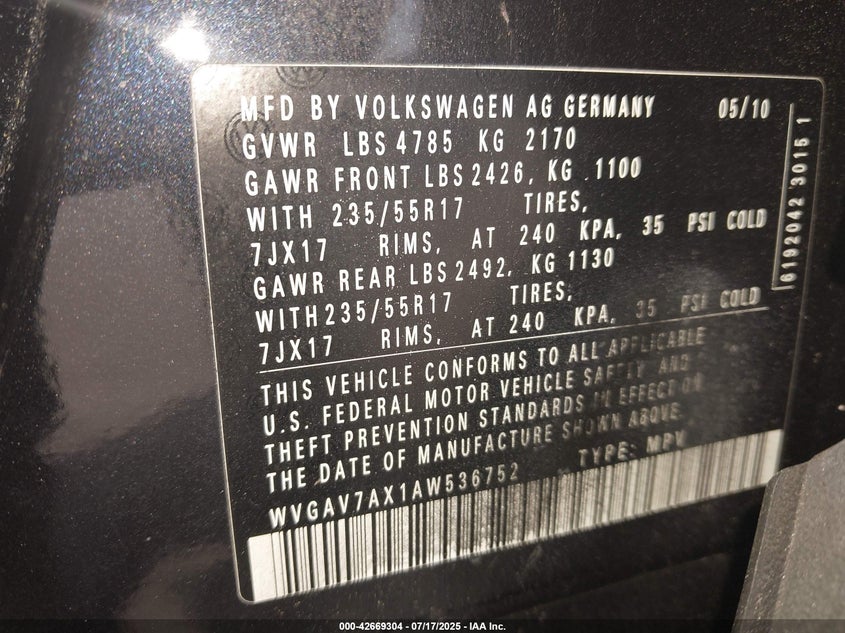 MFD BY VOLKSWAGEN AG GERMANY 05/10
GVWR LBS 4785 KG 2170
GAWR FRONT LBS 2426, KG 1100
WITH 235/55R17 TIRES,
7JX17 RIMS, AT 240 KPA, 35 PSI COLD
GAWR REAR LBS 2492, KG 1130
WITH 235/55R17 TIRES,
7JX17 RIMS, AT 240 KPA, 35 PSI COLD
THIS VEHICLE CONFORMS TO ALL APPLICABLE
U.S. FEDERAL MOTOR VEHICLE SAFETY AND
THEFT PREVENTION STANDARDS IN EFFECT ON
THE DATE OF MANUFACTURE SHOWN ABOVE.
WVGAV7AX1AW536752 TYPE: MPV
6192042 3015 1
000-42669304 / 07/17/2025 - IAA Inc.